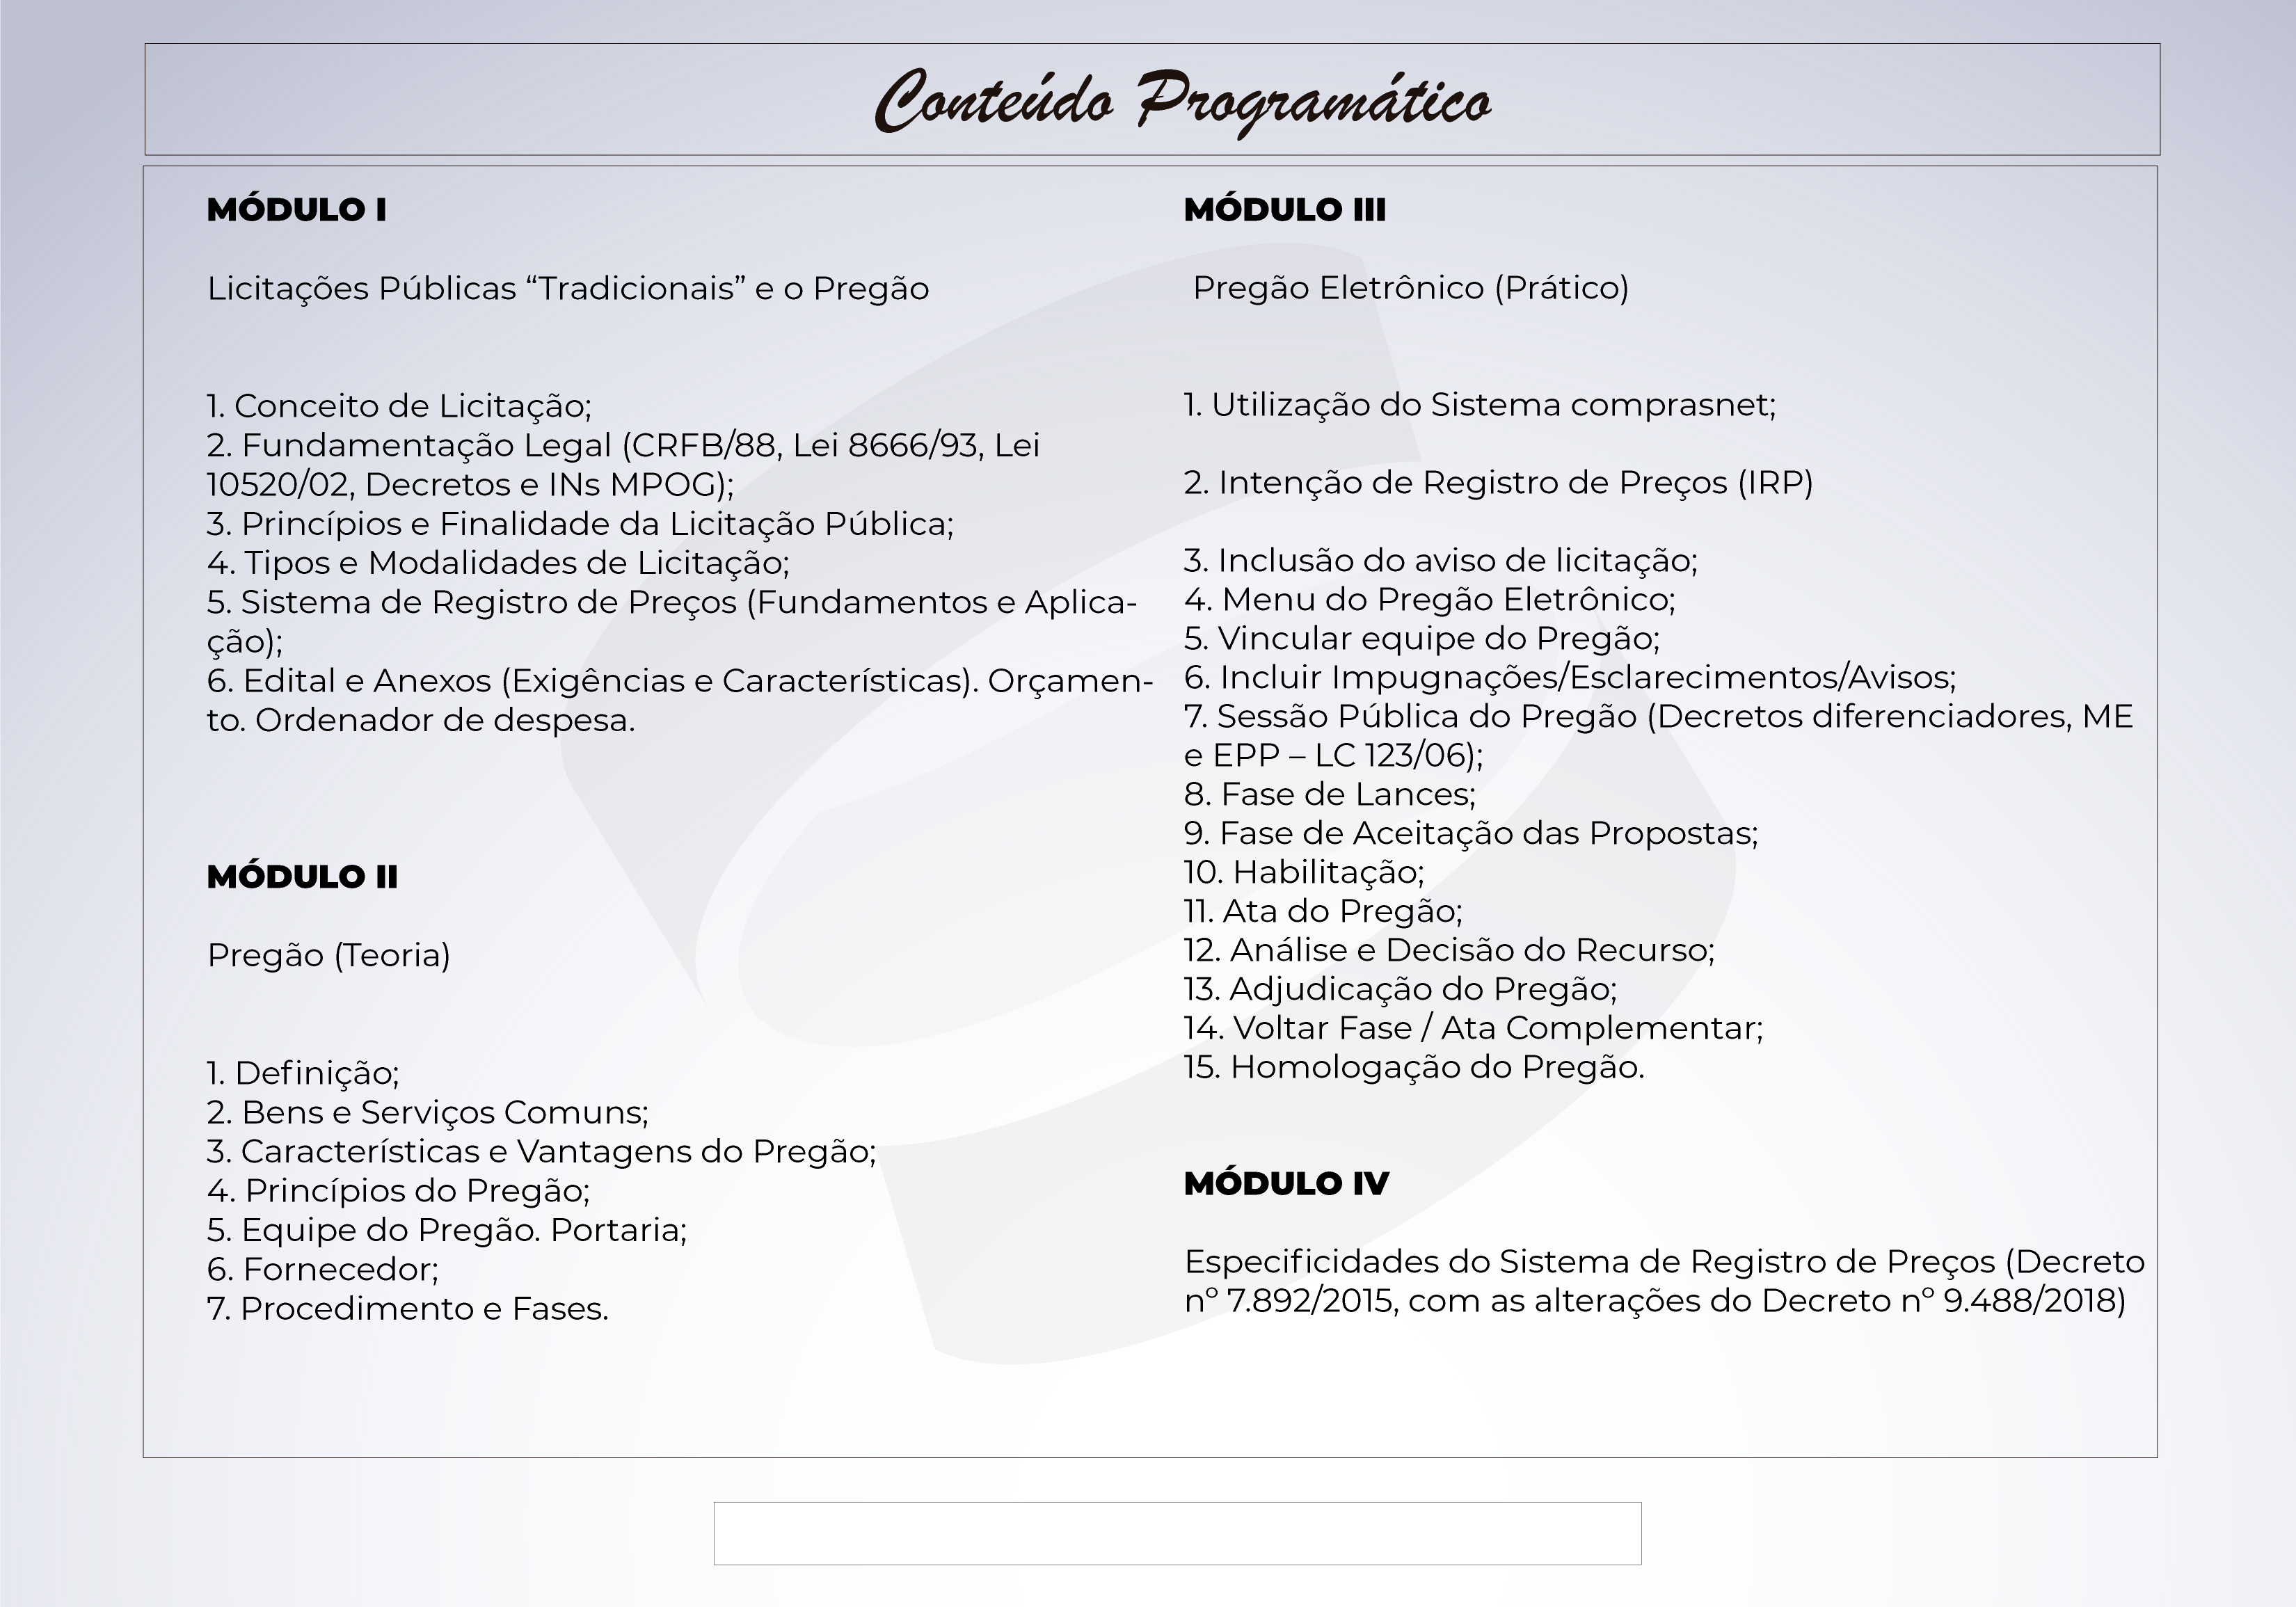 Conteúdo Programático
MÓDULO I
Licitações Públicas “Tradicionais” e o Pregão
1. Conceito de Licitação;
2. Fundamentação Legal (CRFB/88, Lei 8666/93, Lei
10520/02, Decretos e INs MPOG);
3. Princípios e Finalidade da Licitação Pública;
4. Tipos e Modalidades de Licitação;
5. Sistema de Registro de Preços (Fundamentos e Aplica-
ção);
6. Edital e Anexos (Exigências e Características). Orçamen-
to. Ordenador de despesa.
MÓDULO II
Pregão (Teoria)
1. Definição;
2. Bens e Serviços Comuns;
3. Características e Vantagens do Pregão;
4. Princípios do Pregão;
5. Equipe do Pregão. Portaria;
6. Fornecedor;
7. Procedimento e Fases.
MÓDULO III
Pregão Eletrônico (Prático)
1. Utilização do Sistema comprasnet;
2. Intenção de Registro de Preços (IRP)
3. Inclusão do aviso de licitação;
4. Menu do Pregão Eletrônico;
5. Vincular equipe do Pregão;
6. Incluir Impugnações/Esclarecimentos/Avisos;
7. Sessão Pública do Pregão (Decretos diferenciadores, ME
e EPP – LC 123/06);
8. Fase de Lances;
9. Fase de Aceitação das Propostas;
10. Habilitação;
11. Ata do Pregão;
12. Análise e Decisão do Recurso;
13. Adjudicação do Pregão;
14. Voltar Fase / Ata Complementar;
15. Homologação do Pregão.
MÓDULO IV
Especificidades do Sistema de Registro de Preços (Decreto
nº 7.892/2015, com as alterações do Decreto nº 9.488/2018)